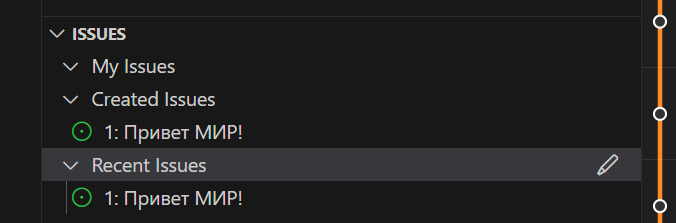 ISSUES
My Issues
Created Issues
1: Привет МИР!
Recent Issues
1: Привет МИР!